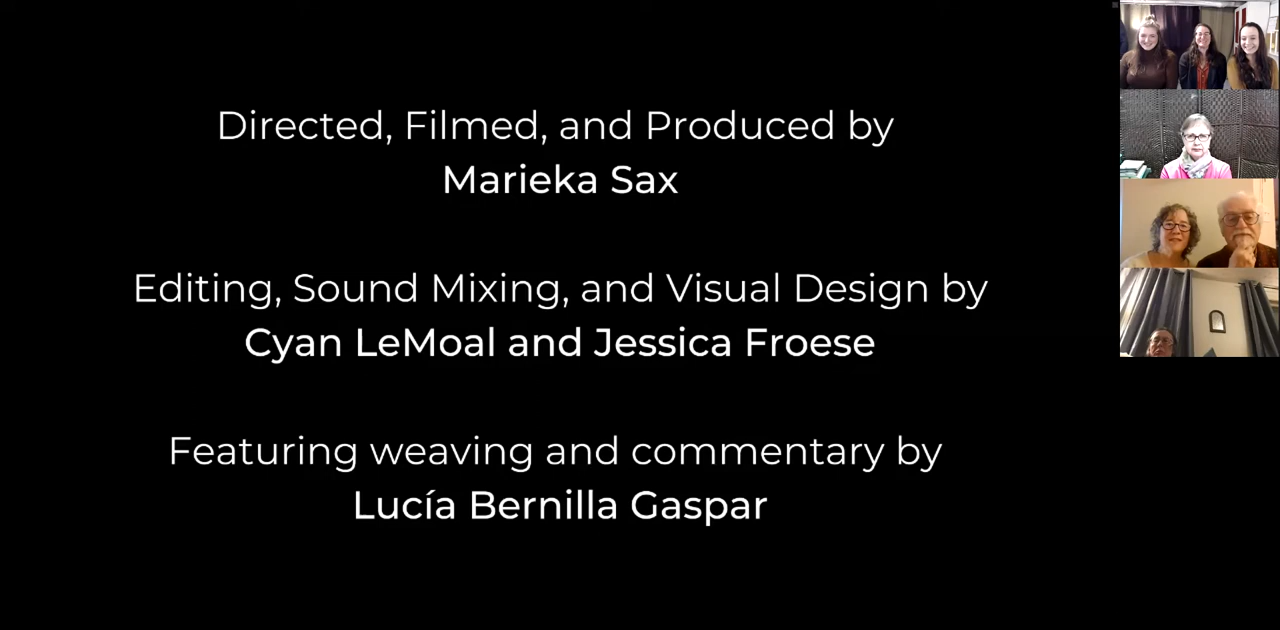 Directed, Filmed, and Produced by
Marieka Sax
Editing, Sound Mixing, and Visual Design by
Cyan LeMoal and Jessica Froese
Featuring weaving and commentary by
Lucía Bernilla Gaspar